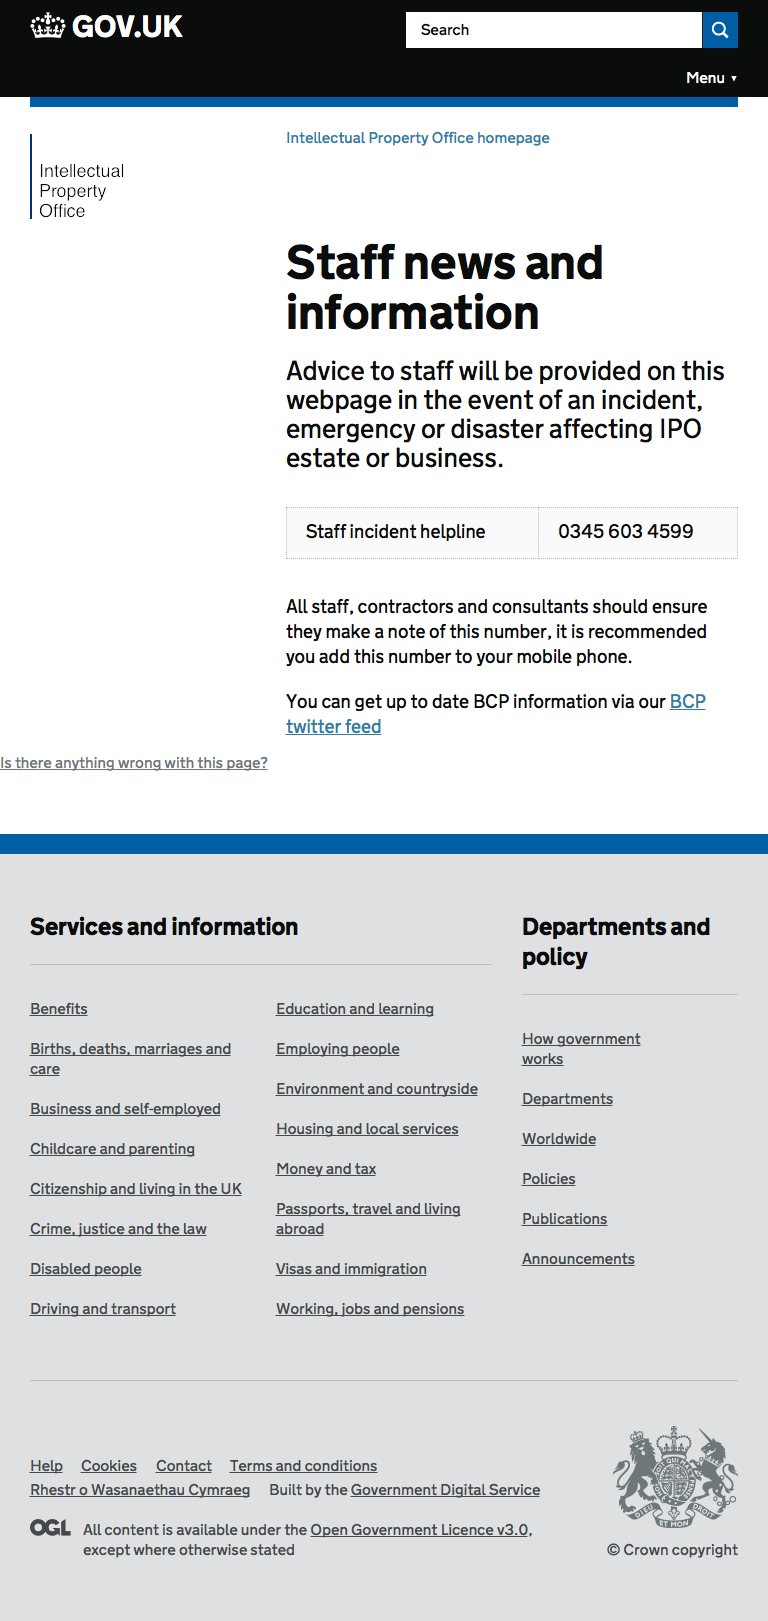 GOV.UK
Search
Menu ▼
Intellectual Property Office homepage
Intellectual
Property
Office
Staff news and
information
Advice to staff will be provided on this
webpage in the event of an incident,
emergency or disaster affecting IPO
estate or business.
Staff incident helpline 0345 603 4599
All staff, contractors and consultants should ensure
they make a note of this number, it is recommended
you add this number to your mobile phone.
You can get up to date BCP information via our BCP
twitter feed
Is there anything wrong with this page?
Services and information
Benefits
Births, deaths, marriages and
care
Business and self-employed
Childcare and parenting
Citizenship and living in the UK
Crime, justice and the law
Disabled people
Driving and transport
Education and learning
Employing people
Environment and countryside
Housing and local services
Money and tax
Passports, travel and living
abroad
Visas and immigration
Working, jobs and pensions
Departments and
policy
How government
works
Departments
Worldwide
Policies
Publications
Announcements
Help Cookies Contact Terms and conditions
Rhestr o Wasanaethau Cymraeg Built by the Government Digital Service
OGL All content is available under the Open Government Licence v3.0,
except where otherwise stated
DIEU ET MON DROIT
© Crown copyright